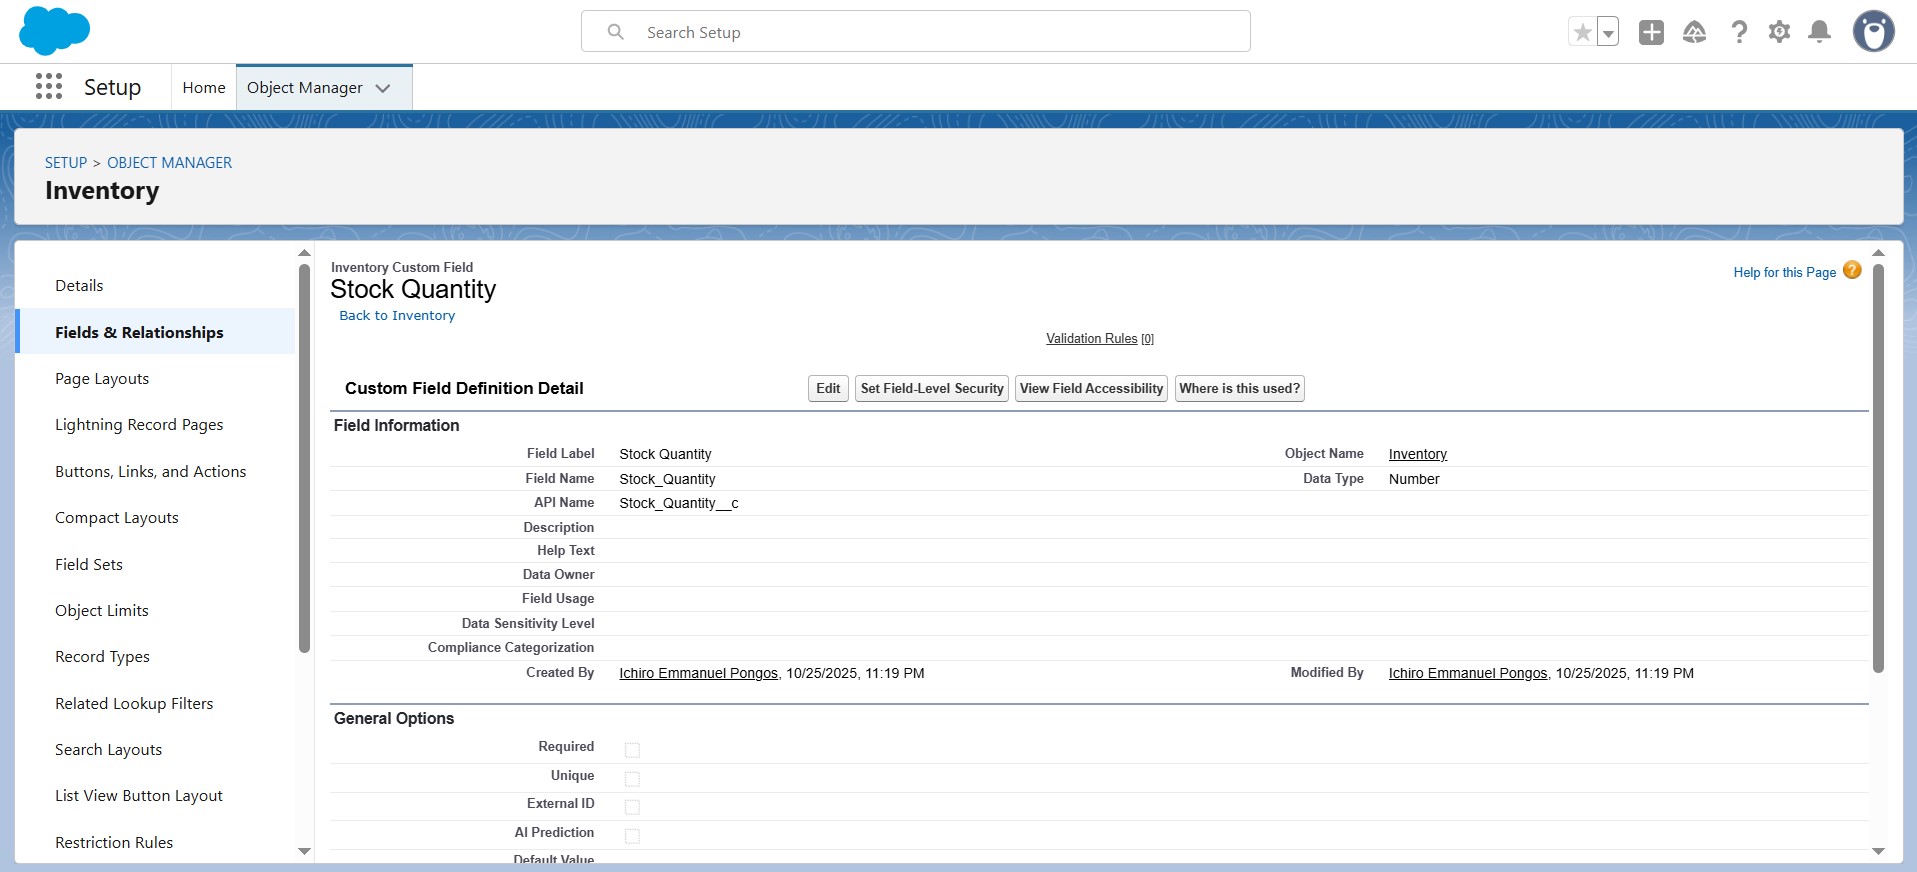 Search Setup
Setup
Home
Object Manager
SETUP > OBJECT MANAGER
Inventory
Details
Fields & Relationships
Page Layouts
Lightning Record Pages
Buttons, Links, and Actions
Compact Layouts
Field Sets
Object Limits
Record Types
Related Lookup Filters
Search Layouts
List View Button Layout
Restriction Rules
Inventory Custom Field
Stock Quantity
Back to Inventory
Help for this Page ?
Validation Rules [0]
Custom Field Definition Detail
Edit
Set Field-Level Security
View Field Accessibility
Where is this used?
Field Information
Field Label Stock Quantity Object Name Inventory
Field Name Stock_Quantity Data Type Number
API Name Stock_Quantity__c
Description
Help Text
Data Owner
Field Usage
Data Sensitivity Level
Compliance Categorization
Created By Ichiro Emmanuel Pongos, 10/25/2025, 11:19 PM Modified By Ichiro Emmanuel Pongos, 10/25/2025, 11:19 PM
General Options
Required
Unique
External ID
AI Prediction
Default Value